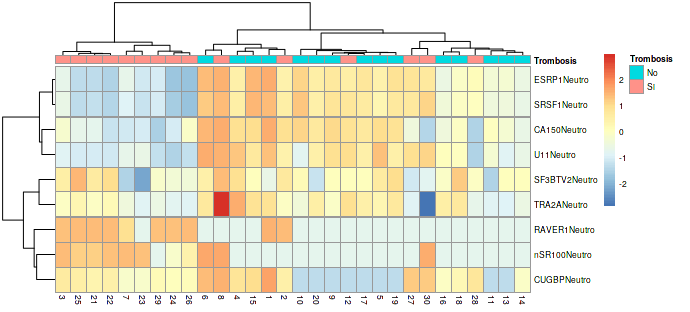 Trombosis
Trombosis
No
SI
2
1
0
-1
-2
ESRP1Neutro
SRSF1Neutro
CA150Neutro
U11Neutro
SF3BTV2Neutro
TRA2ANeutro
RAVER1Neutro
nSR100Neutro
CUGBPNeutro
3 25 21 22 7 23 29 24 26 6 8 4 15 1 2 10 20 9 12 17 5 19 27 30 16 18 28 11 13 14